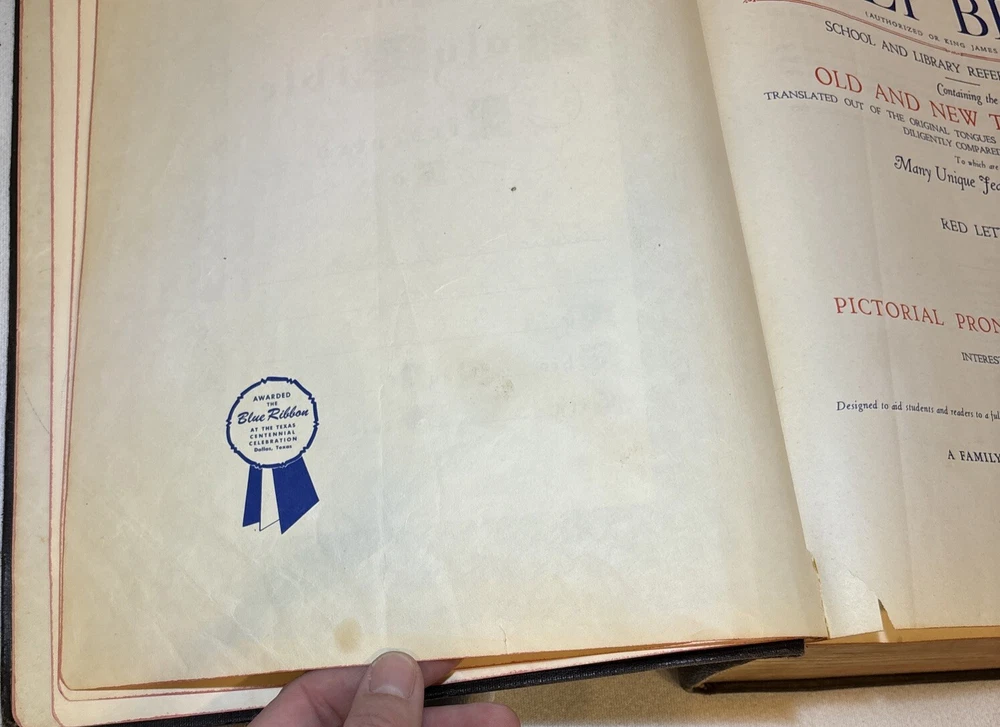 AWARDED
THE
Blue Ribbon
AT THE TEXAS
CENTENNIAL
CELEBRATION
Dallas, Texas
(AUTHORIZED OR KING JAMES
SCHOOL AND LIBRARY REFE
Containing the
OLD AND NEW T
TRANSLATED OUT OF THE ORIGINAL TONGUES
DILIGENTLY COMPARED
To which are
Many Unique Fea
RED LET
PICTORIAL PRON
INTERES
Designed to aid students and readers to a ful
A FAMILY